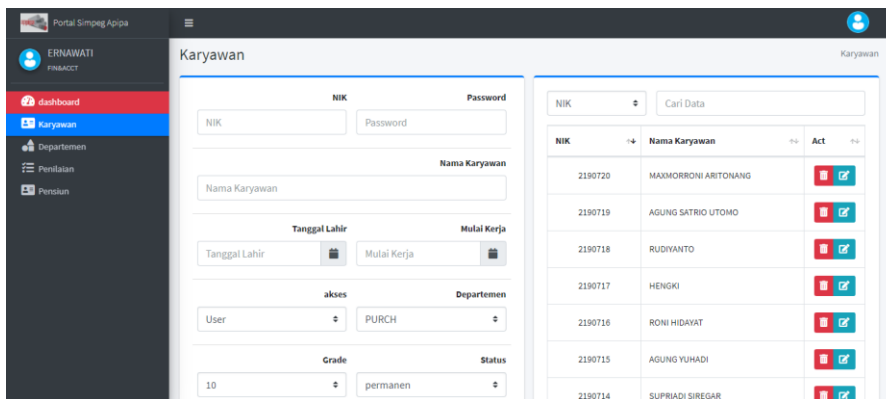 Portal Simpeg Apipa
ERNAWATI
FIN&ACCT
dashboard
Karyawan
Departemen
Penilaian
Pensiun
Karyawan
Karyawan
NIK Password
NIK Password
Nama Karyawan
Nama Karyawan
Tanggal Lahir Mulai Kerja
Tanggal Lahir Mulai Kerja
akses Departemen
User PURCH
Grade Status
10 permanen
NIK Cari Data
NIK Nama Karyawan Act
2190720 MAXMORRONI ARITONANG
2190719 AGUNG SATRIO UTOMO
2190718 RUDIYANTO
2190717 HENGKI
2190716 RONI HIDAYAT
2190715 AGUNG YUHADI
2190714 SUPRIADI SIREGAR